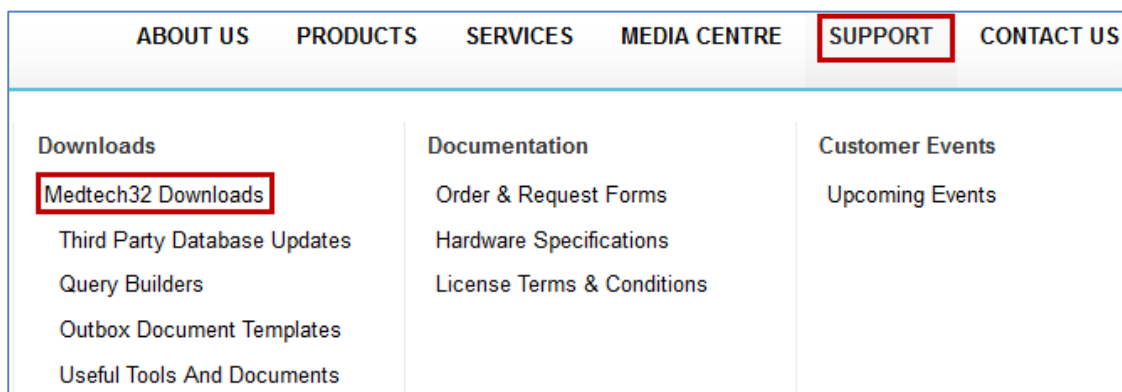 ABOUT US PRODUCTS SERVICES MEDIA CENTRE SUPPORT CONTACT US
Downloads
Medtech32 Downloads
Third Party Database Updates
Query Builders
Outbox Document Templates
Useful Tools And Documents
Documentation
Order & Request Forms
Hardware Specifications
License Terms & Conditions
Customer Events
Upcoming Events